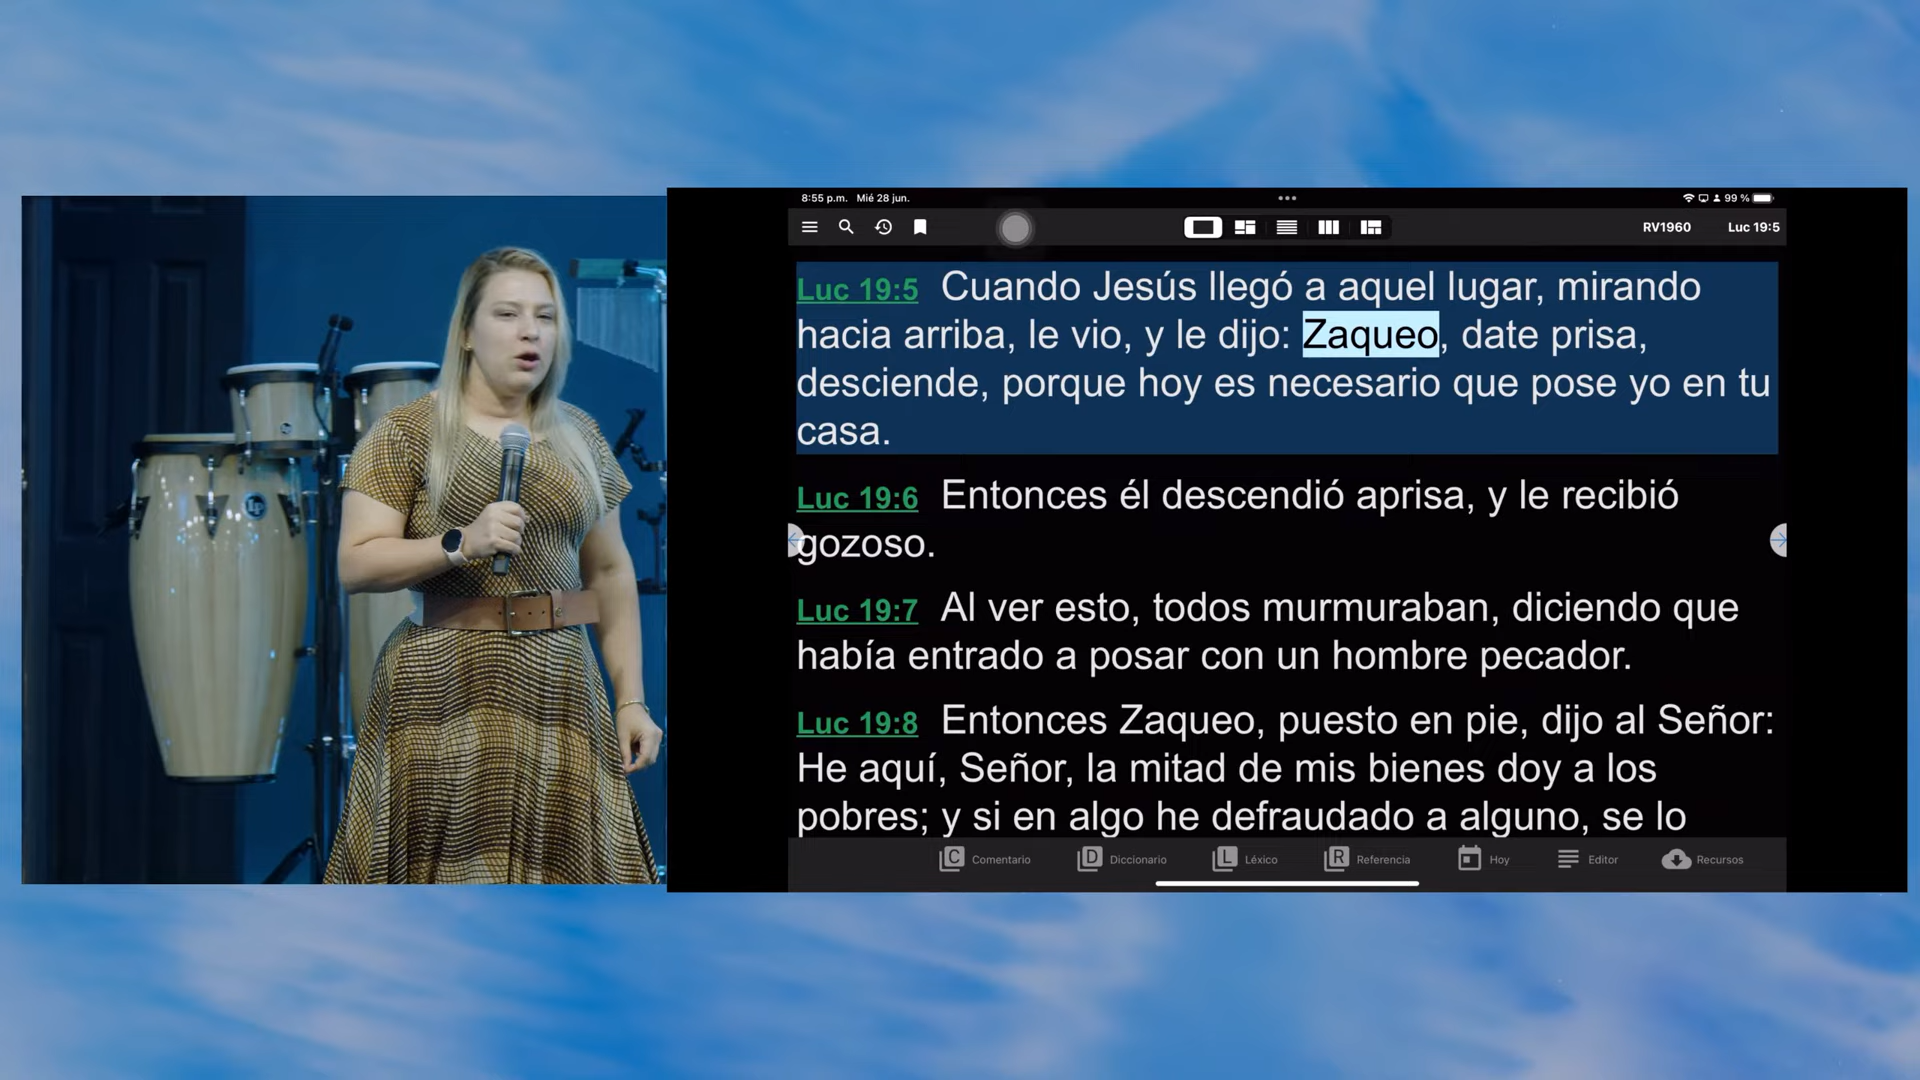 8:55 p.m. Mié 28 jun.
99 %
RV1960 Luc 19:5
Luc 19:5 Cuando Jesús llegó a aquel lugar, mirando
hacia arriba, le vio, y le dijo: Zaqueo, date prisa,
desciende, porque hoy es necesario que pose yo en tu
casa.
Luc 19:6 Entonces él descendió aprisa, y le recibió
gozoso.
Luc 19:7 Al ver esto, todos murmuraban, diciendo que
había entrado a posar con un hombre pecador.
Luc 19:8 Entonces Zaqueo, puesto en pie, dijo al Señor:
He aquí, Señor, la mitad de mis bienes doy a los
pobres; y si en algo he defraudado a alguno, se lo
C Comentario D Diccionario L Léxico R Referencia Hoy Editor Recursos
LP